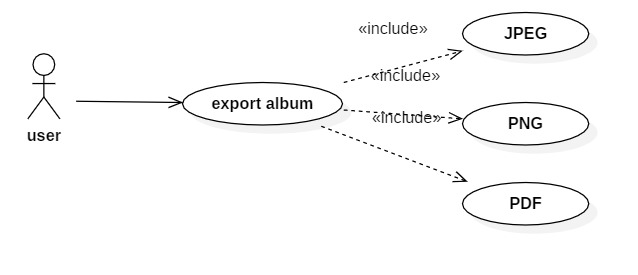 «include»
JPEG
«include»
export album
«include»
PNG
user
PDF